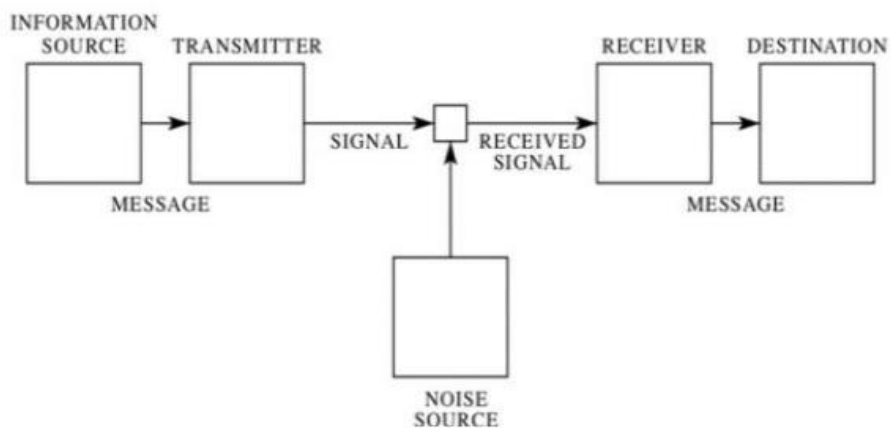 INFORMATION
SOURCE
TRANSMITTER
RECEIVER
DESTINATION
SIGNAL
RECEIVED
SIGNAL
MESSAGE
MESSAGE
NOISE
SOURCE